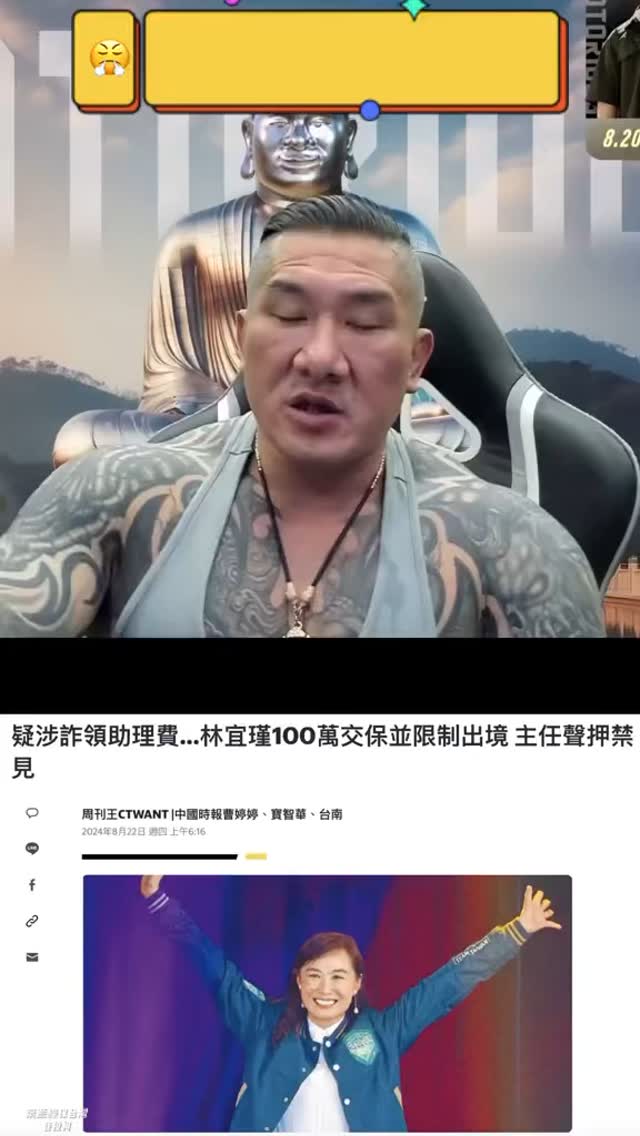 8.20
疑涉詐領助理費...林宜瑾100萬交保並限制出境 主任聲押禁
見
周刊王CTWANT |中國時報曹婷婷、寶智華、台南
2024年8月22日 週四 上午6:16
TEAM TAIWAN